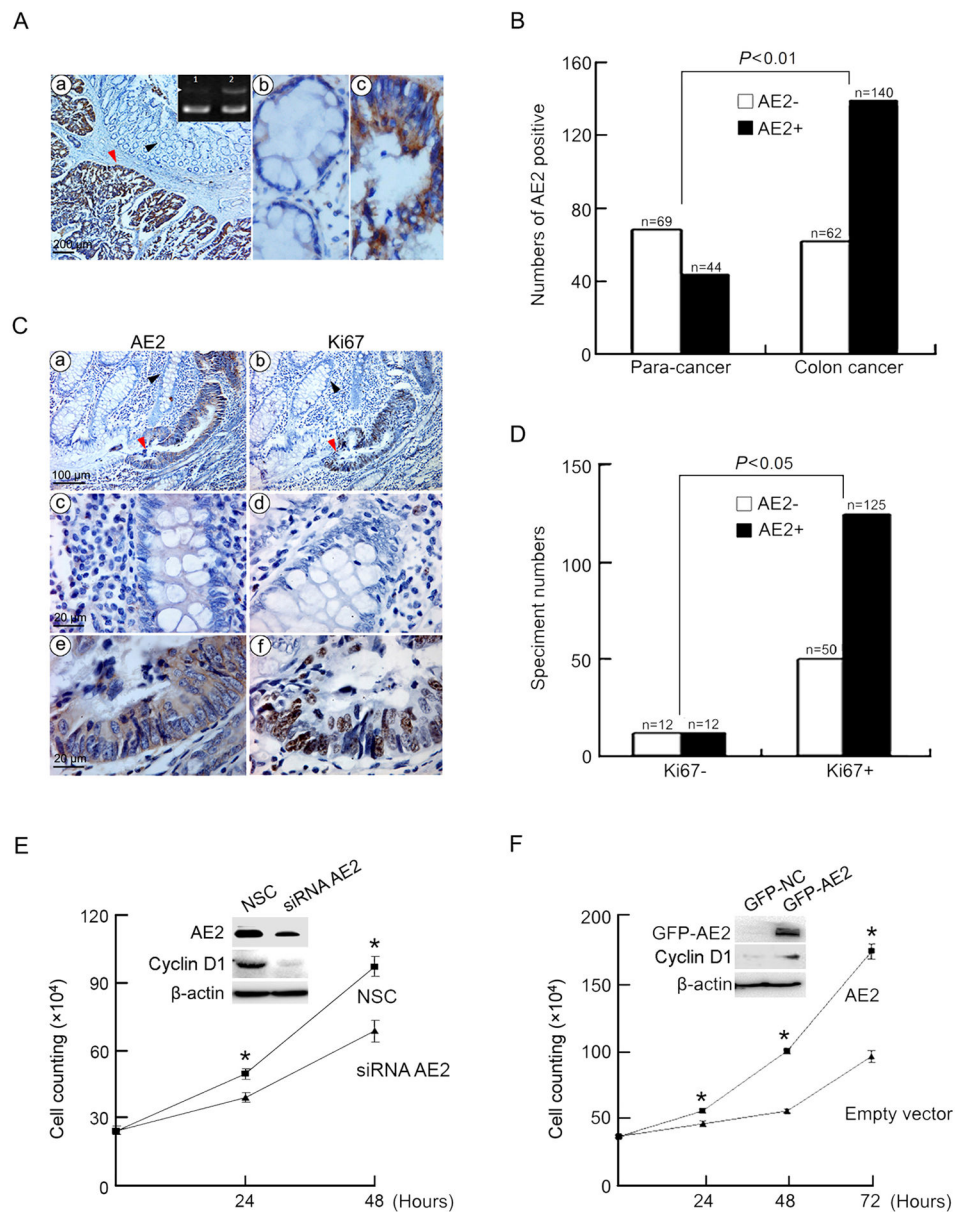 A
a
1 2
b
c
200 μm
B
Numbers of AE2 positive
160
120
80
40
0
P<0.01
AE2-
AE2+
n=69
n=44
n=62
n=140
Para-cancer
Colon cancer
C
AE2
Ki67
a
b
100 μm
c
d
20 μm
e
f
20 μm
D
Speciment numbers
150
100
50
0
P<0.05
AE2-
AE2+
n=12
n=12
n=50
n=125
Ki67-
Ki67+
E
Cell counting (×10⁴)
120
90
60
30
0
NSC
siRNA AE2
AE2
Cyclin D1
β-actin
*
*
NSC
siRNA AE2
24
48
(Hours)
F
Cell counting (×10⁴)
200
150
100
50
0
GFP-NC
GFP-AE2
GFP-AE2
Cyclin D1
β-actin
*
*
*
AE2
Empty vector
24
48
72
(Hours)